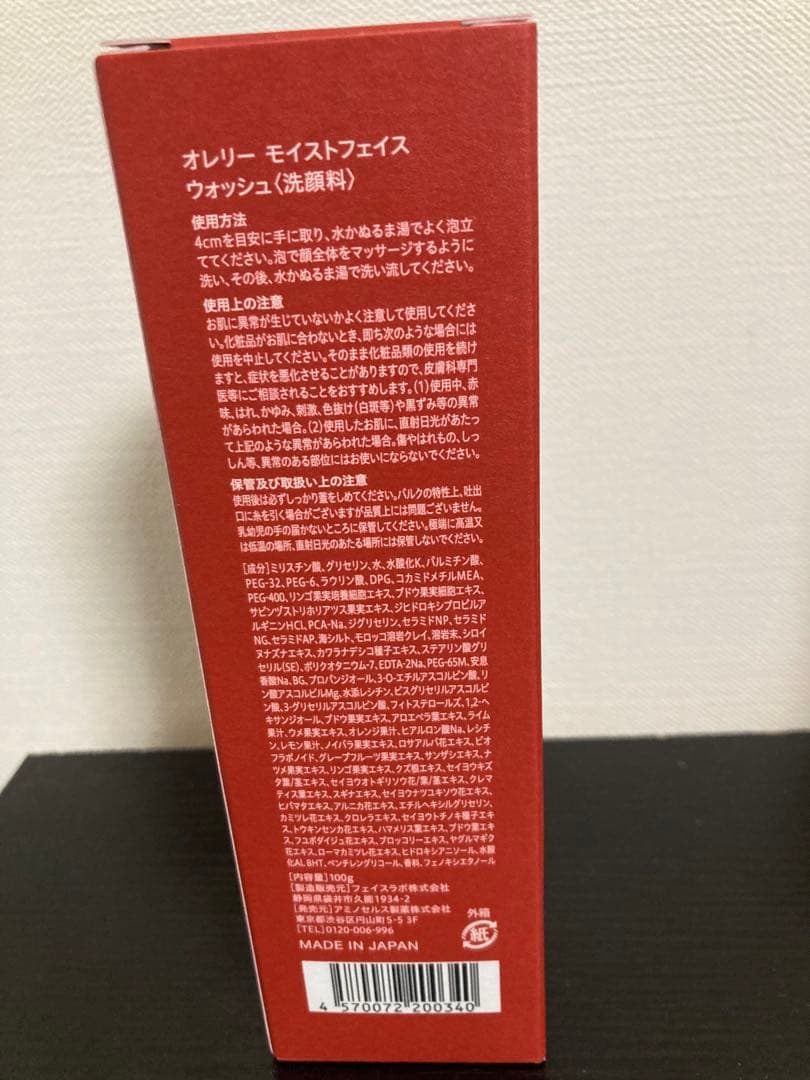 オレリー モイストフェイス
ウォッシュ〈洗顔料〉
使用方法
4cmを目安に手に取り、水かぬるま湯でよく泡立
ててください。泡で顔全体をマッサージするように
洗い、その後、水かぬるま湯で洗い流してください。
使用上の注意
お肌に異常が生じていないかよく注意して使用してくださ
い。化粧品がお肌に合わないとき、即ち次のような場合には
使用を中止してください。そのまま化粧品類の使用を続け
ますと、症状を悪化させることがありますので、皮膚科専門
医等にご相談されることをおすすめします。(1)使用中、赤
味、はれ、かゆみ、刺激、色抜け(白斑等)や黒ずみ等の異常
があらわれた場合。(2)使用したお肌に、直射日光があたっ
て上記のような異常があらわれた場合。傷やはれもの、しっ
しん等、異常のある部位にはお使いにならないでください。
保管及び取扱い上の注意
使用後は必ずしっかり蓋をしめてください。バルクの特性上、吐出
口に糸を引く場合がございますが品質上には問題ございません。
乳幼児の手の届かないところに保管してください。極端に高温又
は低温の場所、直射日光のあたる場所には保管しないでください。
[成分]ミリスチン酸、グリセリン、水、水酸化K、パルミチン酸、
PEG-32、PEG-6、ラウリン酸、DPG、コカミドメチルMEA、
PEG-400、リンゴ果実培養細胞エキス、ブドウ果実細胞エキス、
サピンヅストリホリアツス果実エキス、ジヒドロキシプロピルア
ルギニンHCl、PCA-Na、ジグリセリン、セラミドNP、セラミド
NG、セラミドAP、海シルト、モロッコ溶岩クレイ、溶岩末、シロイ
ヌナズナエキス、カワラナデシコ種子エキス、ステアリン酸グ
リセリル(SE)、ポリクオタニウム-7、EDTA-2Na、PEG-65M、安息
香酸Na、BG、プロパンジオール、3-O-エチルアスコルビン酸、リ
ン酸アスコルビルMg、水添レシチン、ビスグリセリルアスコルビ
ン酸、3-グリセリルアスコルビン酸、フィトステロールズ、1,2-ヘ
キサンジオール、ブドウ果実エキス、アロエベラ葉エキス、ライム
果汁、ウメ果実エキス、オレンジ果汁、ヒアルロン酸Na、レシチ
ン、レモン果汁、ノイバラ果実エキス、ロサアルバ花エキス、ビオ
フラボノイド、グレープフルーツ果実エキス、サンザシエキス、ナ
ツメ果実エキス、リンゴ果実エキス、クズ根エキス、セイヨウキズ
タ葉/茎エキス、セイヨウオトギリソウ花/葉/茎エキス、クレマ
ティス葉エキス、スギナエキス、セイヨウナツユキソウ花エキス、
ヒバマタエキス、アルニカ花エキス、エチルヘキシルグリセリン、
カミツレ花エキス、クロレラエキス、セイヨウトチノキ種子エキ
ス、トウキンセンカ花エキス、ハマメリス葉エキス、ブドウ葉エキ
ス、フユボダイジュ花エキス、ブロッコリーエキス、ヤグルマギク
花エキス、ローマカミツレ花エキス、ヒドロキシアニソール、水酸
化Al、BHT、ペンチレングリコール、香料、フェノキシエタノール
[内容量]100g
[製造販売元]フェイスラボ株式会社
静岡県袋井市久能1934-2
[発売元]アミノセルス製薬株式会社
東京都渋谷区円山町5-5 3F
[TEL]0120-006-996
MADE IN JAPAN
外箱
紙
4 570072 200340